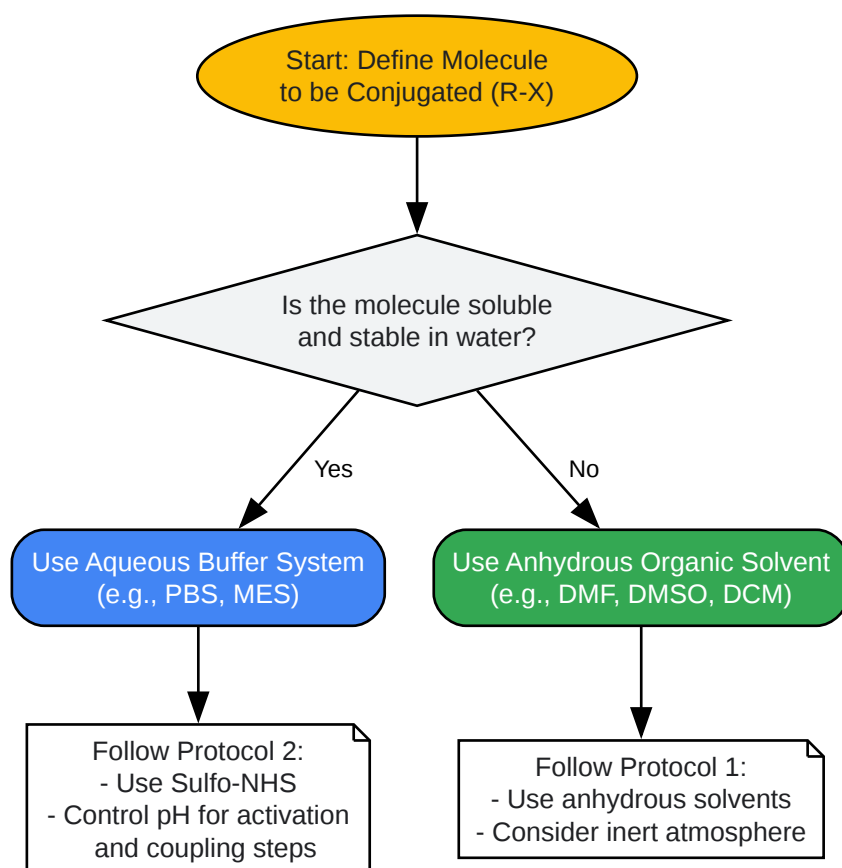 Start: Define Molecule
to be Conjugated (R-X)
Is the molecule soluble
and stable in water?
Yes
No
Use Aqueous Buffer System
(e.g., PBS, MES)
Use Anhydrous Organic Solvent
(e.g., DMF, DMSO, DCM)
Follow Protocol 2:
- Use Sulfo-NHS
- Control pH for activation
and coupling steps
Follow Protocol 1:
- Use anhydrous solvents
- Consider inert atmosphere